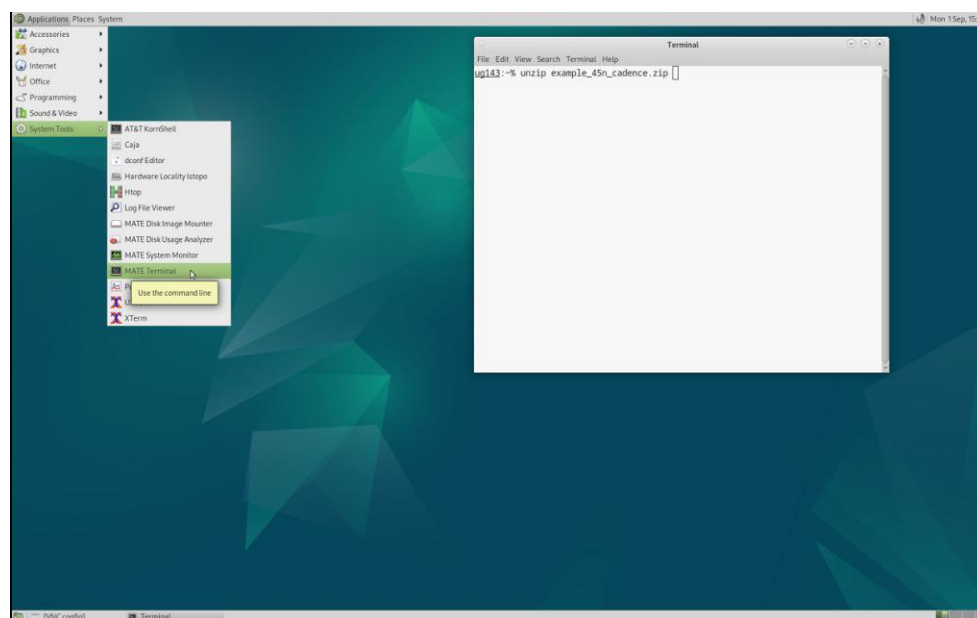 Applications Places System
Mon 1 Sep, 15:
Accessories
Graphics
Internet
Office
Programming
Sound & Video
System Tools
AT&T KornShell
Caja
dconf Editor
Hardware Locality lstopo
Htop
Log File Viewer
MATE Disk Image Mounter
MATE Disk Usage Analyzer
MATE System Monitor
MATE Terminal
Use the command line
XTerm
Terminal
File Edit View Search Terminal Help
ug143:~% unzip example_45n_cadence.zip
[VNC config]
Terminal